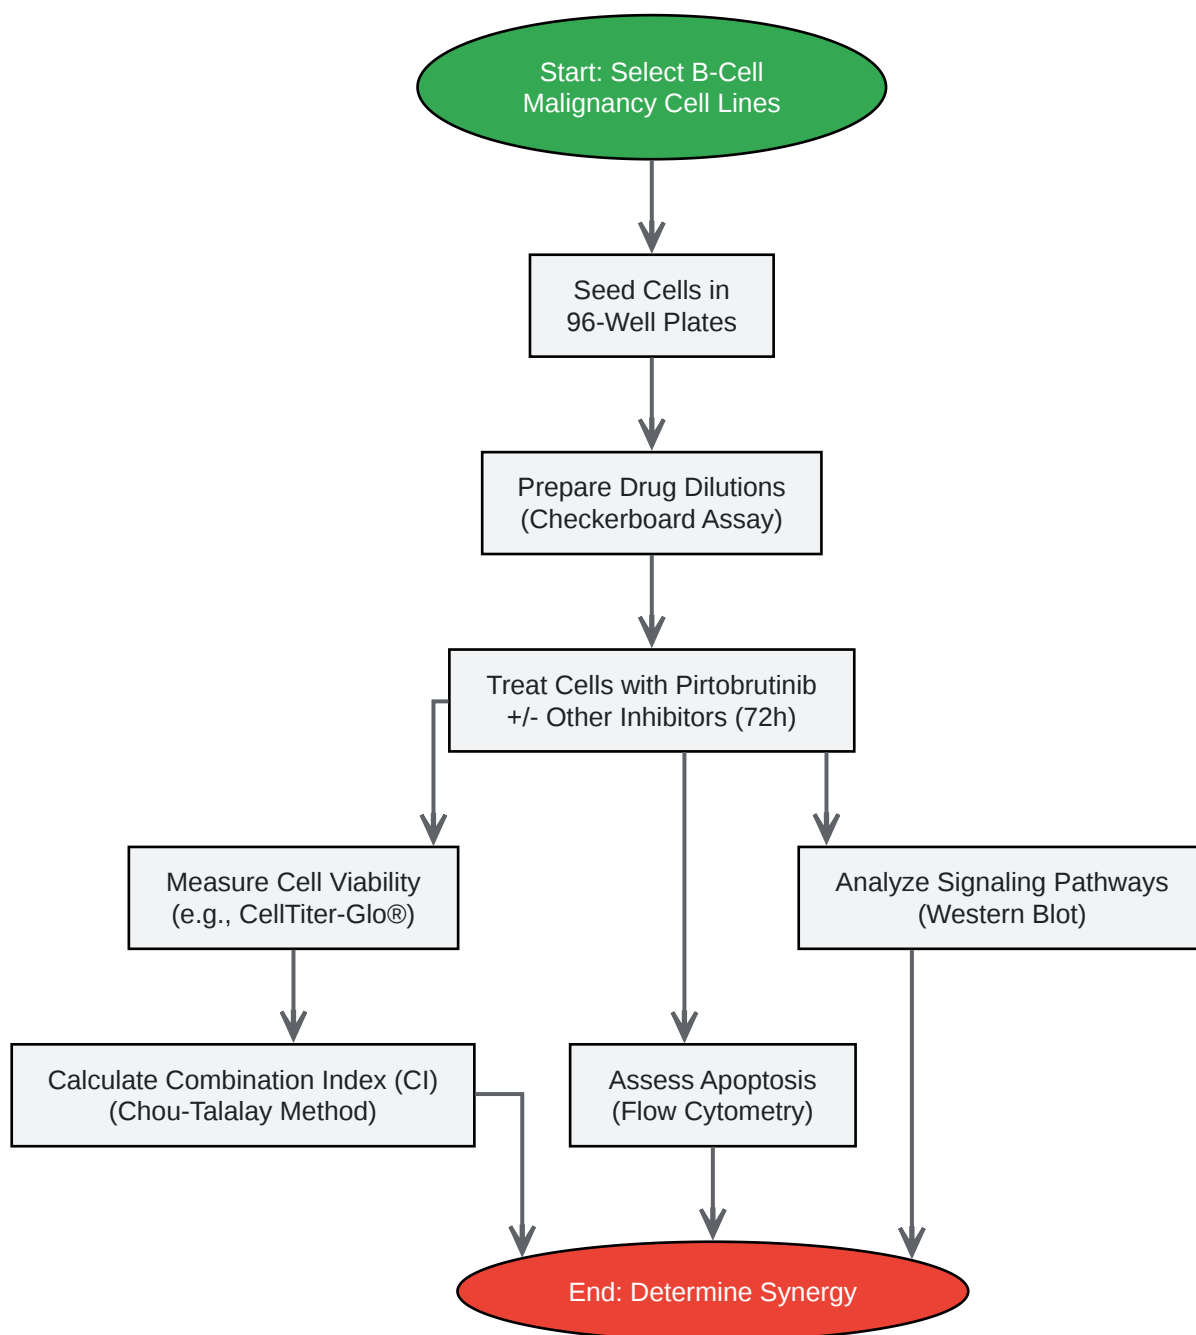 Start: Select B-Cell
Malignancy Cell Lines
Seed Cells in
96-Well Plates
Prepare Drug Dilutions
(Checkerboard Assay)
Treat Cells with Pirtobrutinib
+/- Other Inhibitors (72h)
Measure Cell Viability
(e.g., CellTiter-Glo®)
Analyze Signaling Pathways
(Western Blot)
Calculate Combination Index (CI)
(Chou-Talalay Method)
Assess Apoptosis
(Flow Cytometry)
End: Determine Synergy